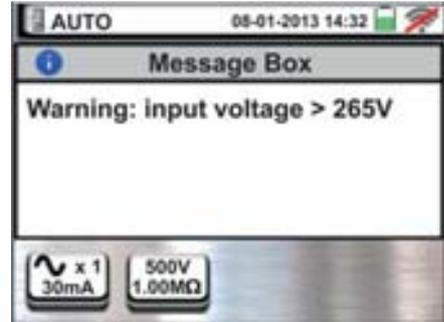 AUTO 08-01-2013 14:32
Message Box
Warning: input voltage > 265V
x 1 500V
30mA 1.00MΩ